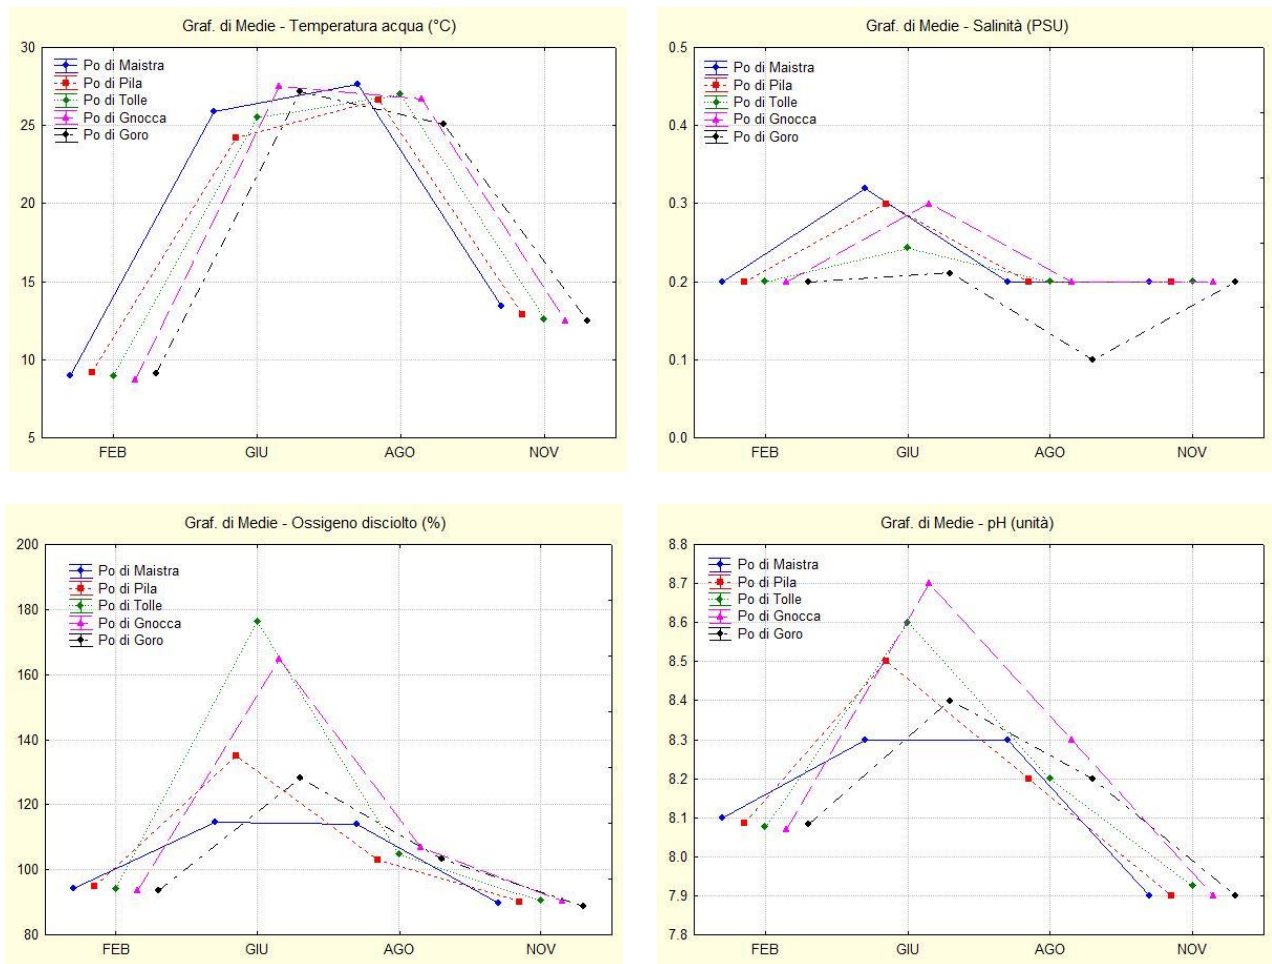 Graf. di Medie - Temperatura acqua (°C)
30
25
20
15
10
5
Po di Maistra
Po di Pila
Po di Tolle
Po di Gnocca
Po di Goro
FEB GIU AGO NOV
Graf. di Medie - Salinità (PSU)
0.5
0.4
0.3
0.2
0.1
0.0
Po di Maistra
Po di Pila
Po di Tolle
Po di Gnocca
Po di Goro
FEB GIU AGO NOV
Graf. di Medie - Ossigeno disciolto (%)
200
180
160
140
120
100
80
Po di Maistra
Po di Pila
Po di Tolle
Po di Gnocca
Po di Goro
FEB GIU AGO NOV
Graf. di Medie - pH (unità)
8.8
8.7
8.6
8.5
8.4
8.3
8.2
8.1
8.0
7.9
7.8
Po di Maistra
Po di Pila
Po di Tolle
Po di Gnocca
Po di Goro
FEB GIU AGO NOV